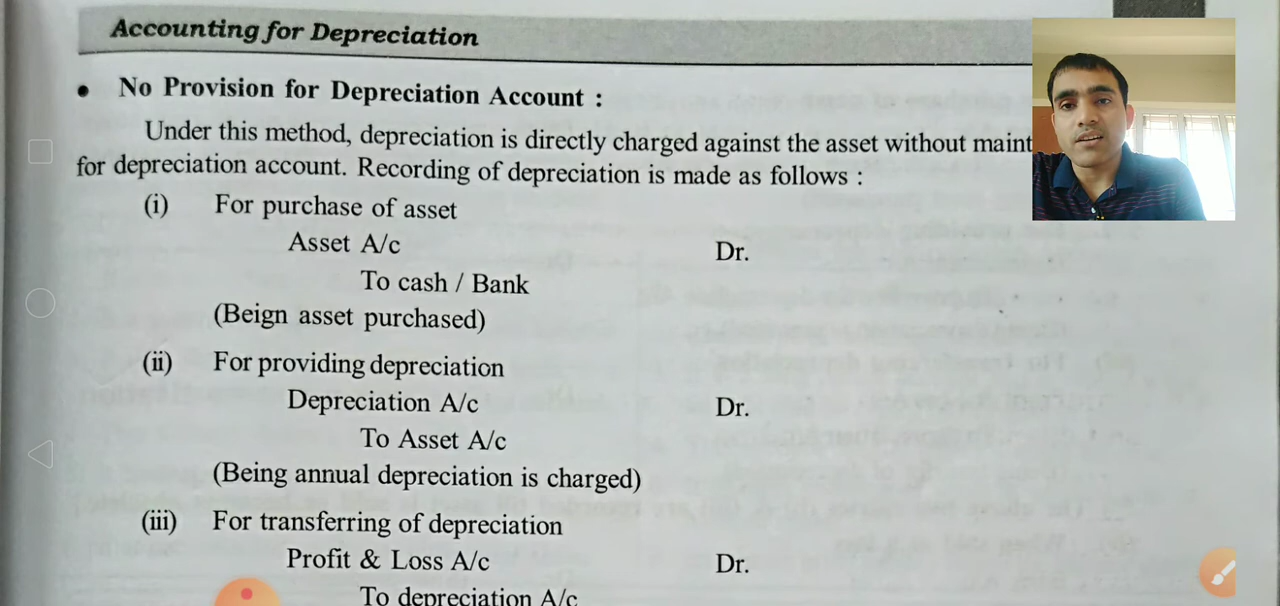 Accounting for Depreciation
• No Provision for Depreciation Account :
Under this method, depreciation is directly charged against the asset without maint
for depreciation account. Recording of depreciation is made as follows :
(i) For purchase of asset
Asset A/c Dr.
To cash / Bank
(Beign asset purchased)
(ii) For providing depreciation
Depreciation A/c Dr.
To Asset A/c
(Being annual depreciation is charged)
(iii) For transferring of depreciation
Profit & Loss A/c Dr.
To depreciation A/c